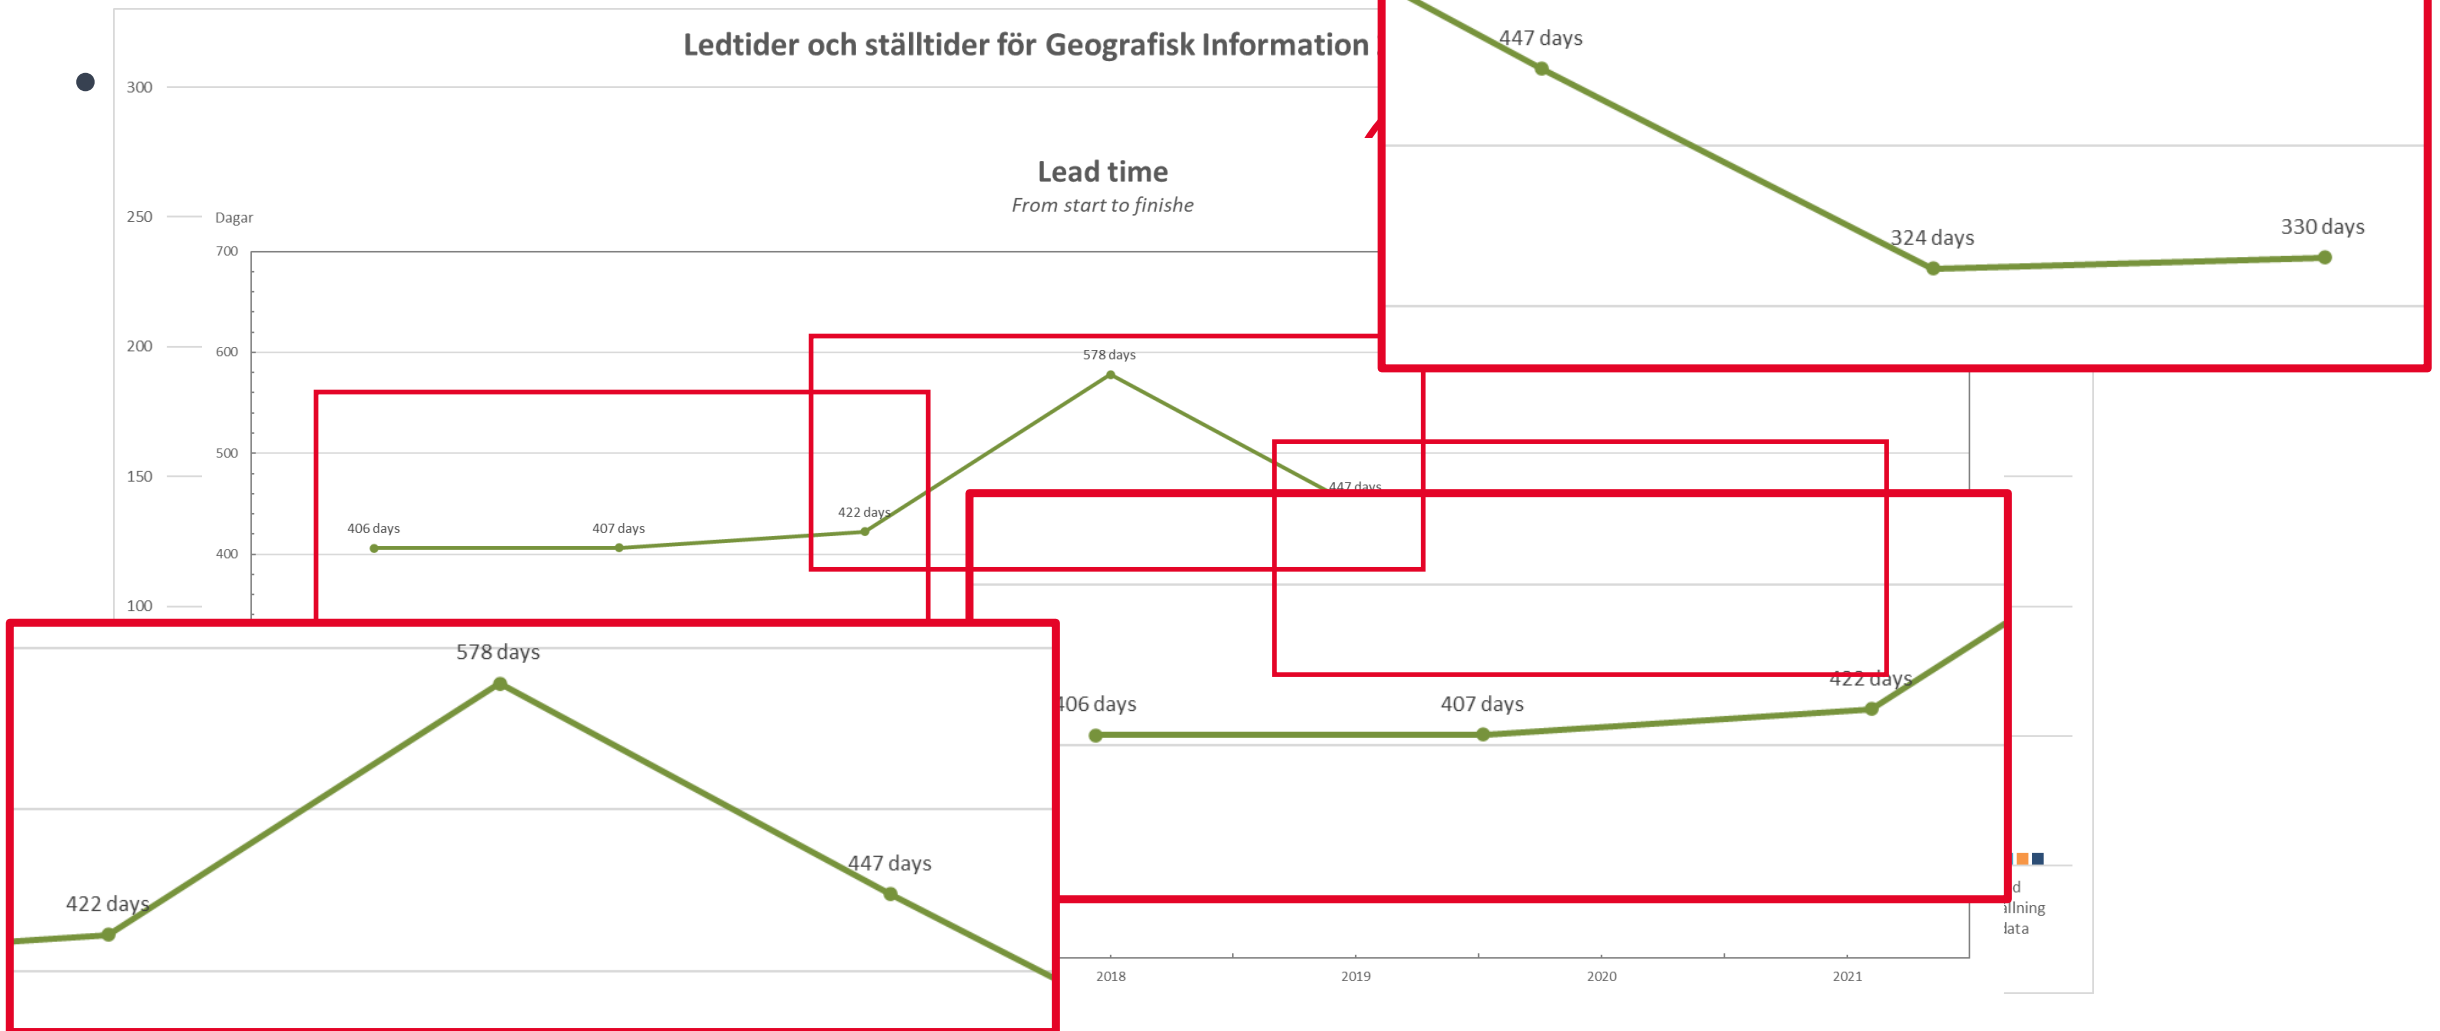 Ledtider och ställtider för Geografisk Information
300
250
200
150
100
Lead time
From start to finishe
Dagar
700
600
500
400
406 days
407 days
422 days
578 days
447 days
447 days
324 days
330 days
578 days
422 days
447 days
406 days
407 days
422 days
2018
2019
2020
2021